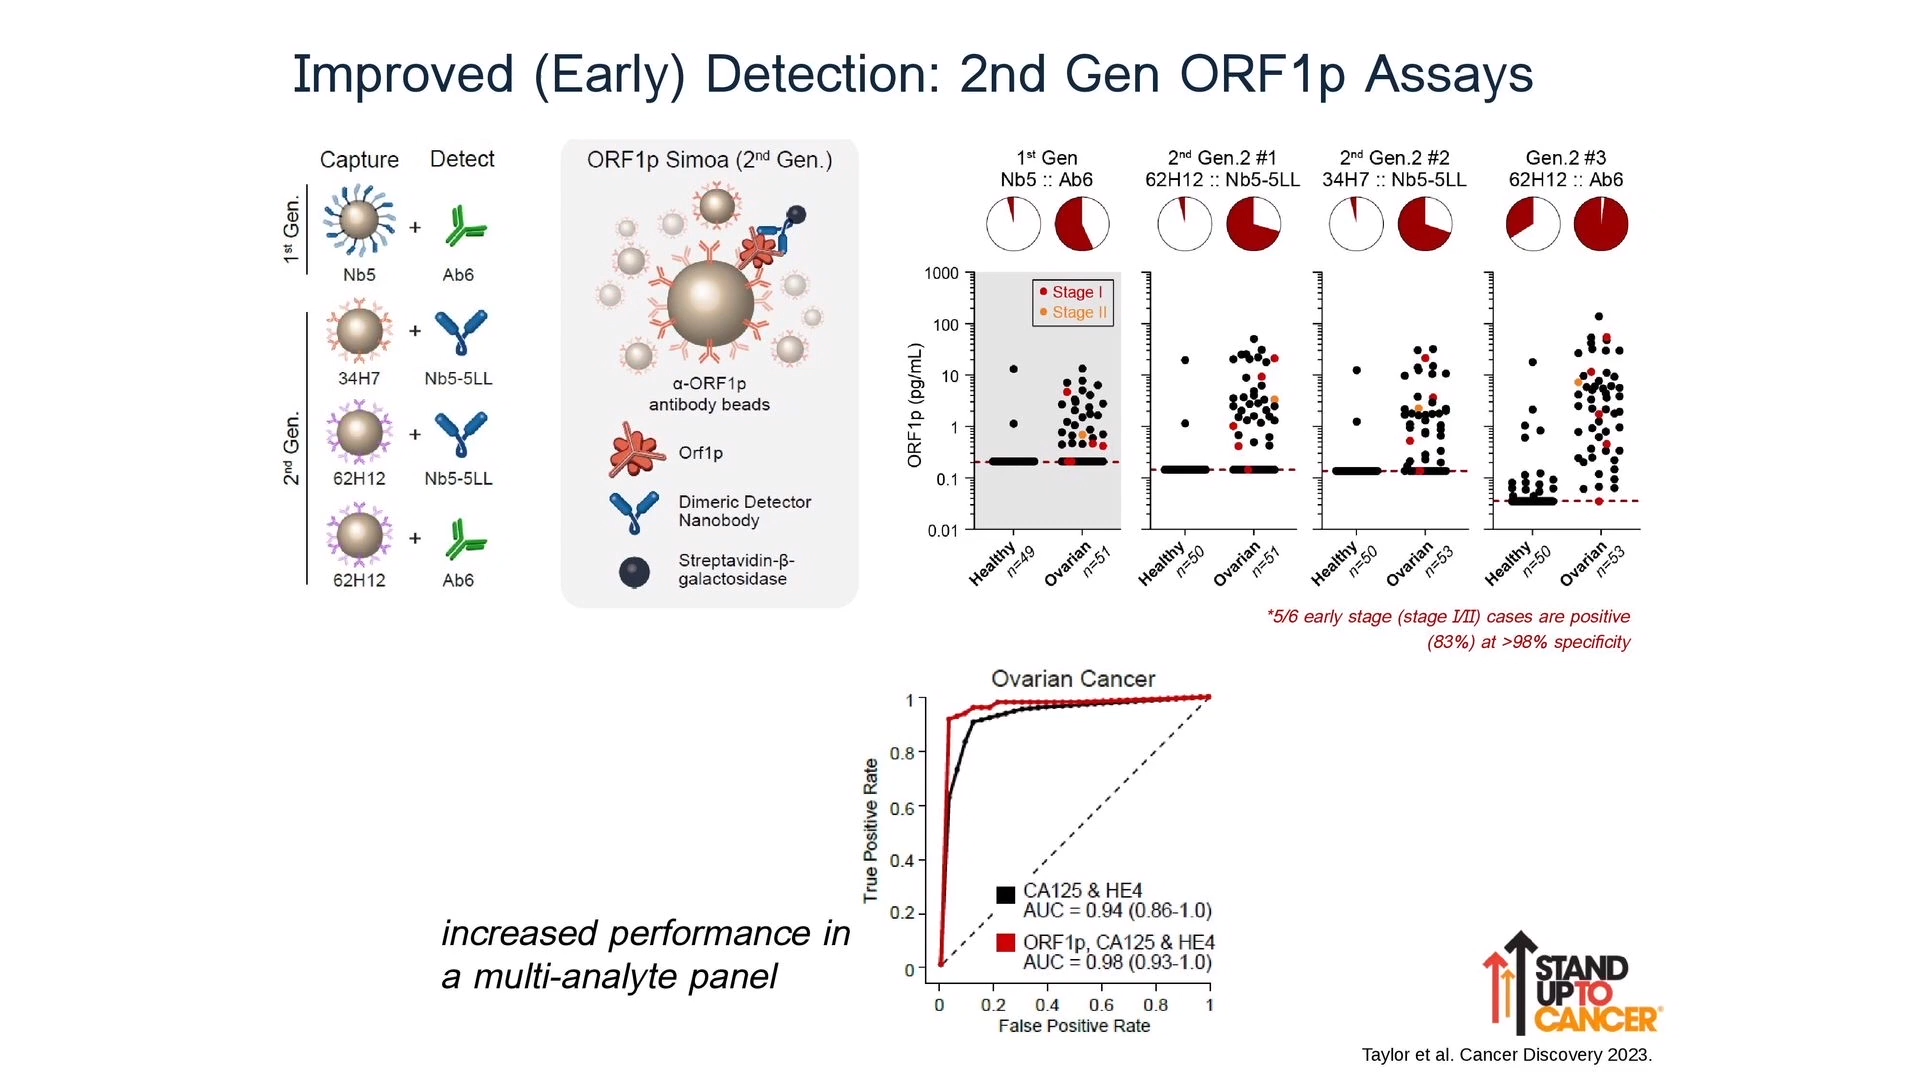 Improved (Early) Detection: 2nd Gen ORF1p Assays
Capture Detect
1st Gen.
Nb5 Ab6
2nd Gen.
34H7 Nb5-5LL
62H12 Nb5-5LL
62H12 Ab6
+
+
+
+
ORF1p Simoa (2nd Gen.)
α-ORF1p
antibody beads
Orf1p
Dimeric Detector
Nanobody
Streptavidin-β-
galactosidase
1st Gen
Nb5 :: Ab6
2nd Gen.2 #1
62H12 :: Nb5-5LL
2nd Gen.2 #2
34H7 :: Nb5-5LL
Gen.2 #3
62H12 :: Ab6
ORF1p (pg/mL)
1000
100
10
1
0.1
0.01
Stage I
Stage II
Healthy
n=49
Ovarian
n=51
Healthy
n=50
Ovarian
n=51
Healthy
n=50
Ovarian
n=53
Healthy
n=50
Ovarian
n=53
*5/6 early stage (stage I/II) cases are positive
(83%) at >98% specificity
Ovarian Cancer
True Positive Rate
1
0.8
0.6
0.4
0.2
0
CA125 & HE4
AUC = 0.94 (0.86-1.0)
ORF1p, CA125 & HE4
AUC = 0.98 (0.93-1.0)
0 0.2 0.4 0.6 0.8 1
False Positive Rate
increased performance in
a multi-analyte panel
STAND
UPTO
CANCER®
Taylor et al. Cancer Discovery 2023.